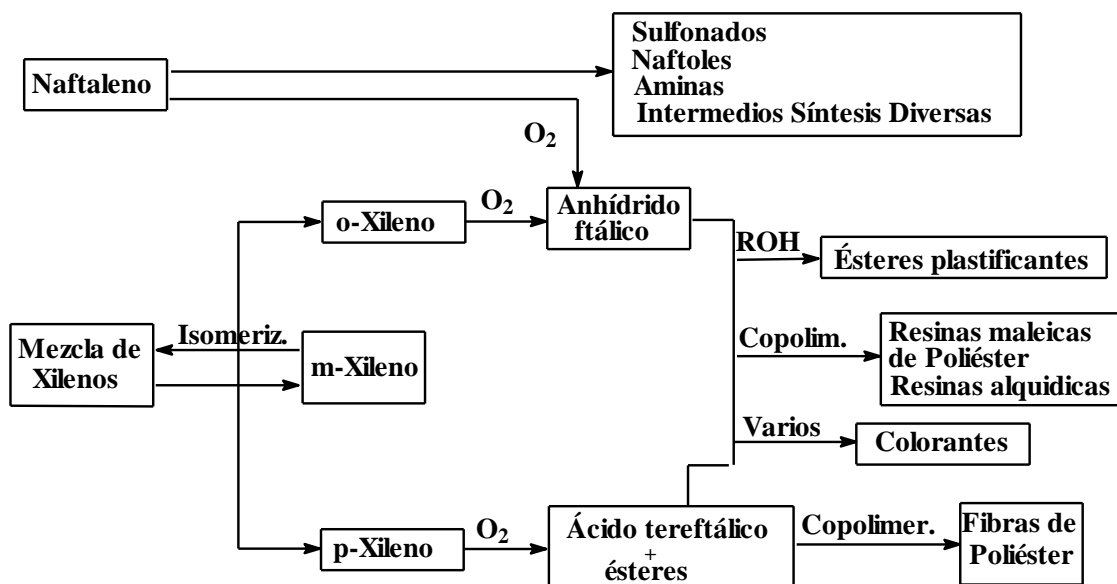 Sulfonados
Naftoles
Aminas
Intermedios Síntesis Diversas
Naftaleno
O2
o-Xileno
O2
Anhídrido
ftálico
ROH
Ésteres plastificantes
Mezcla de
Xilenos
Isomeriz.
m-Xileno
Copolim.
Resinas maleicas
de Poliéster
Resinas alquidicas
Varios
Colorantes
p-Xileno
O2
Ácido tereftálico
+
ésteres
Copolimer.
Fibras de
Poliéster